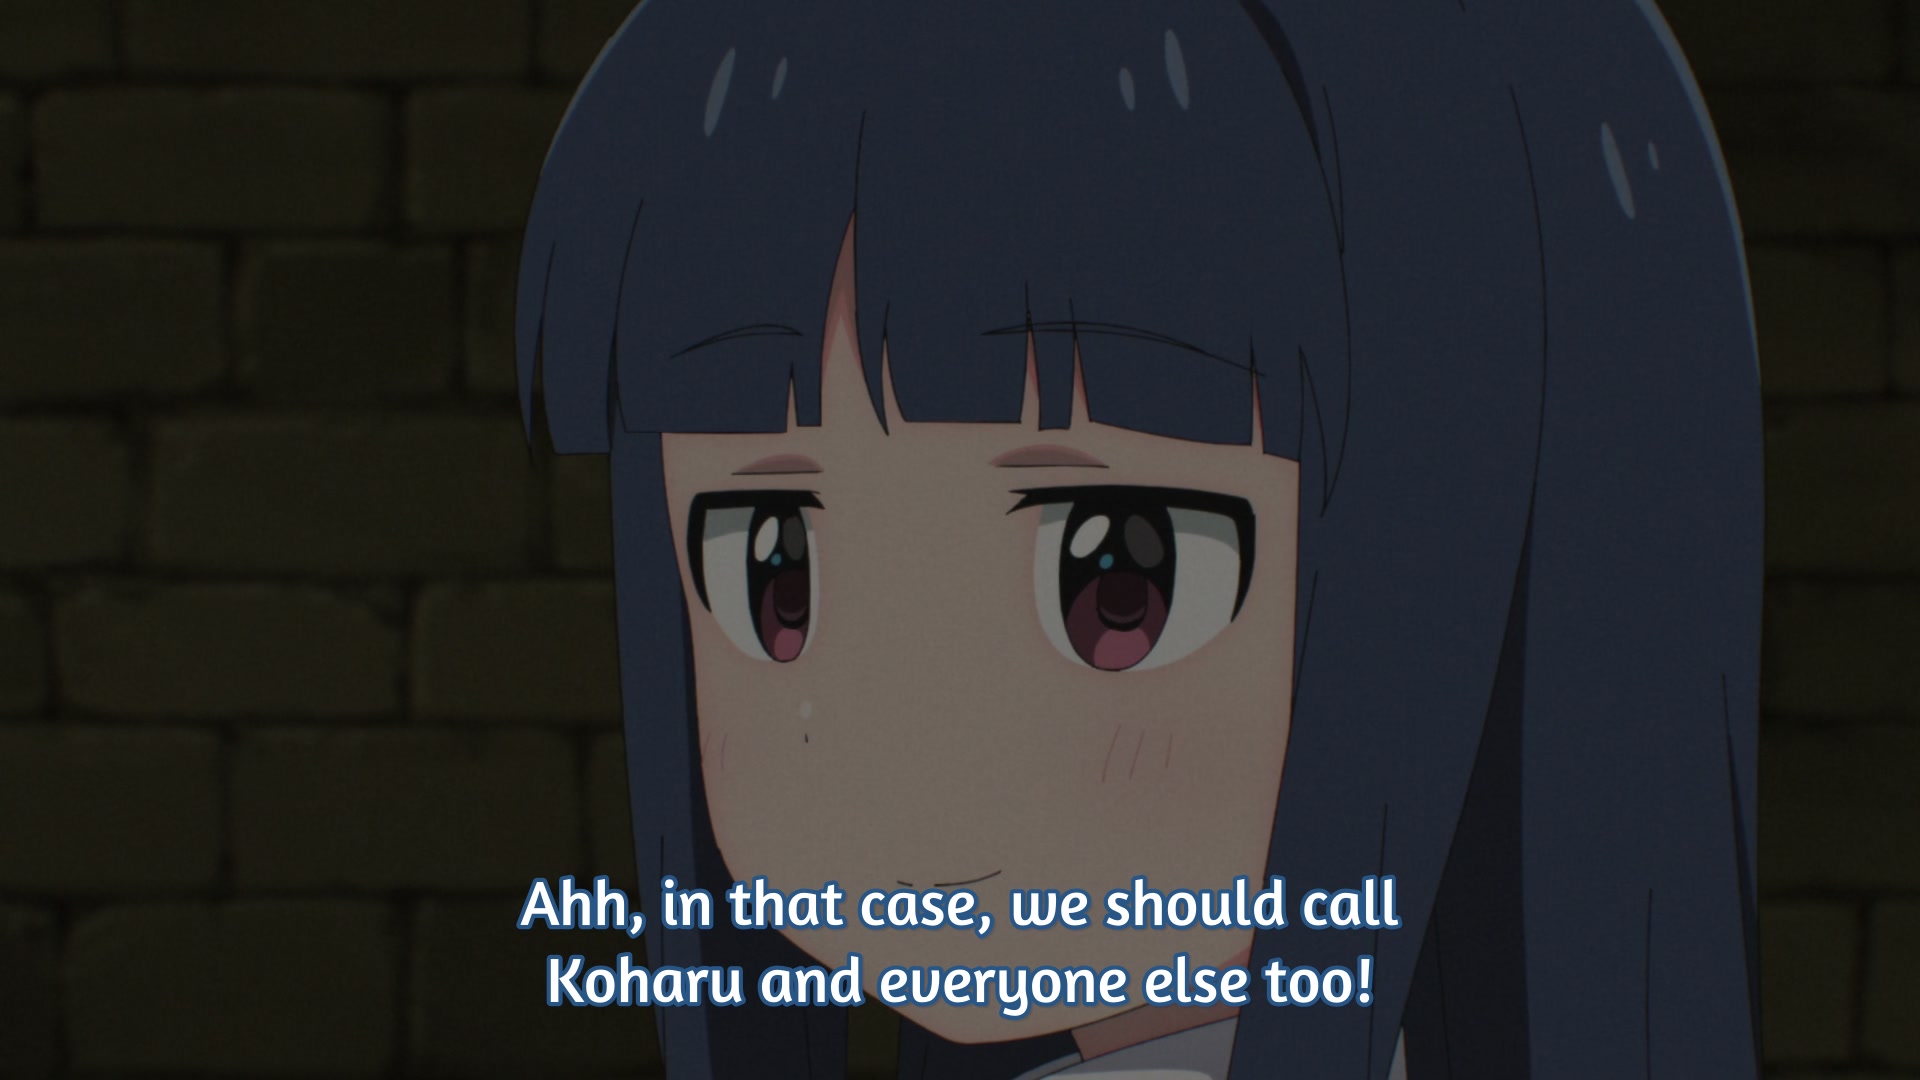 Ahh, in that case, we should call
Koharu and everyone else too!